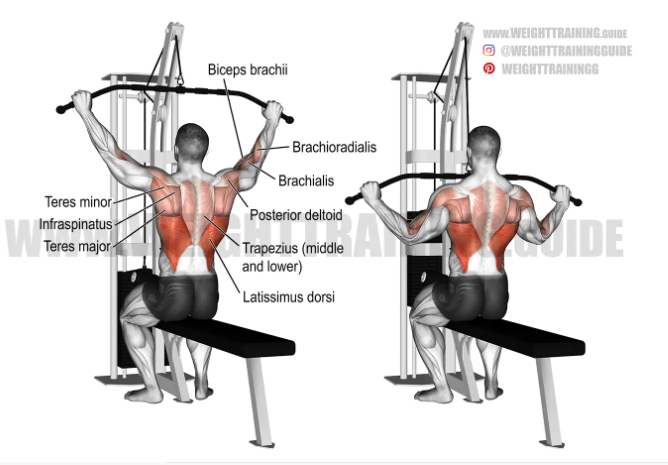 www.WEIGHTTRAINING.GUIDE
@WEIGHTTRAININGGUIDE
WEIGHTTRAININGG
Biceps brachii
Brachioradialis
Brachialis
Teres minor
Posterior deltoid
Infraspinatus
Teres major
Trapezius (middle
and lower)
Latissimus dorsi
WWW.WEIGHTTRAINING.GUIDE